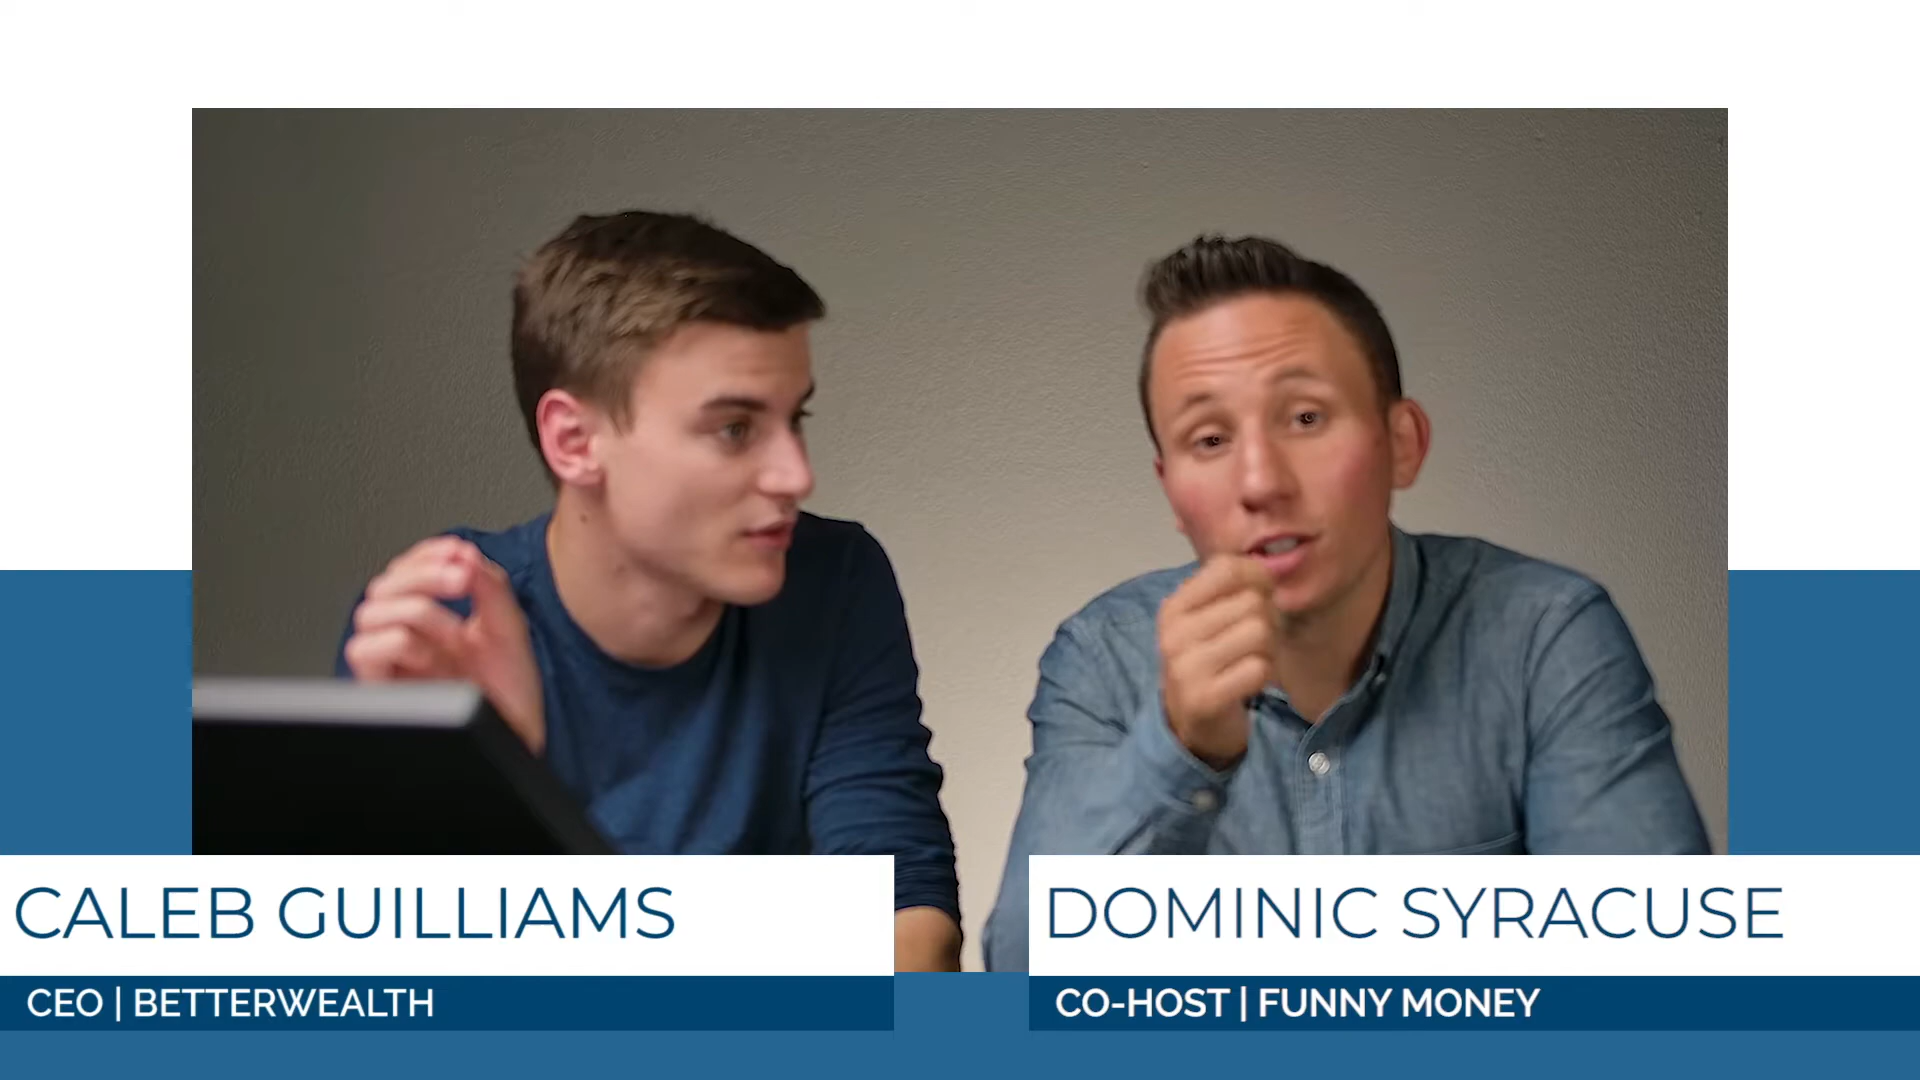 CALEB GUILLIAMS
CEO | BETTERWEALTH
DOMINIC SYRACUSE
CO-HOST | FUNNY MONEY